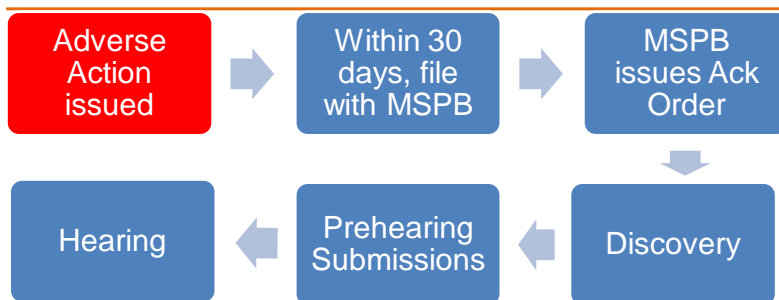 Adverse
Action
issued
Within 30
days, file
with MSPB
MSPB
issues Ack
Order
Discovery
Prehearing
Submissions
Hearing